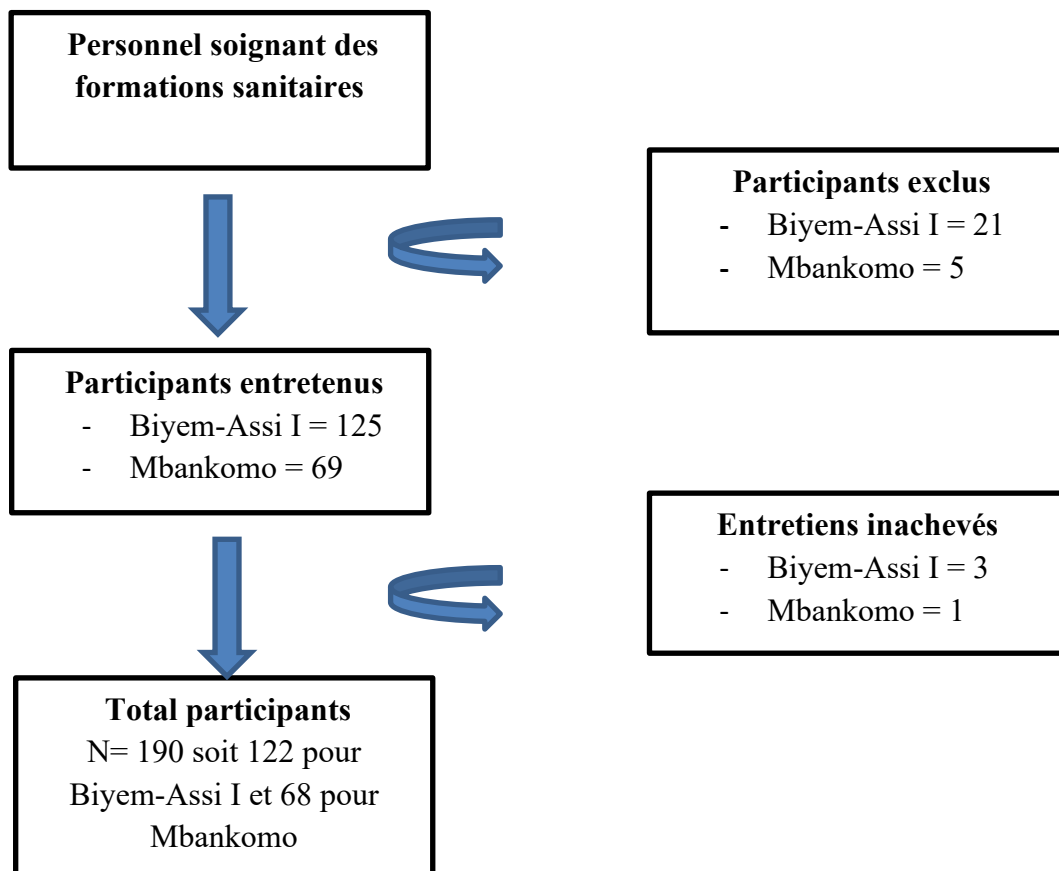 Personnel soignant des
formations sanitaires
Participants exclus
- Biyem-Assi I = 21
- Mbankomo = 5
Participants entretenus
- Biyem-Assi I = 125
- Mbankomo = 69
Entretiens inachevés
- Biyem-Assi I = 3
- Mbankomo = 1
Total participants
N= 190 soit 122 pour
Biyem-Assi I et 68 pour
Mbankomo